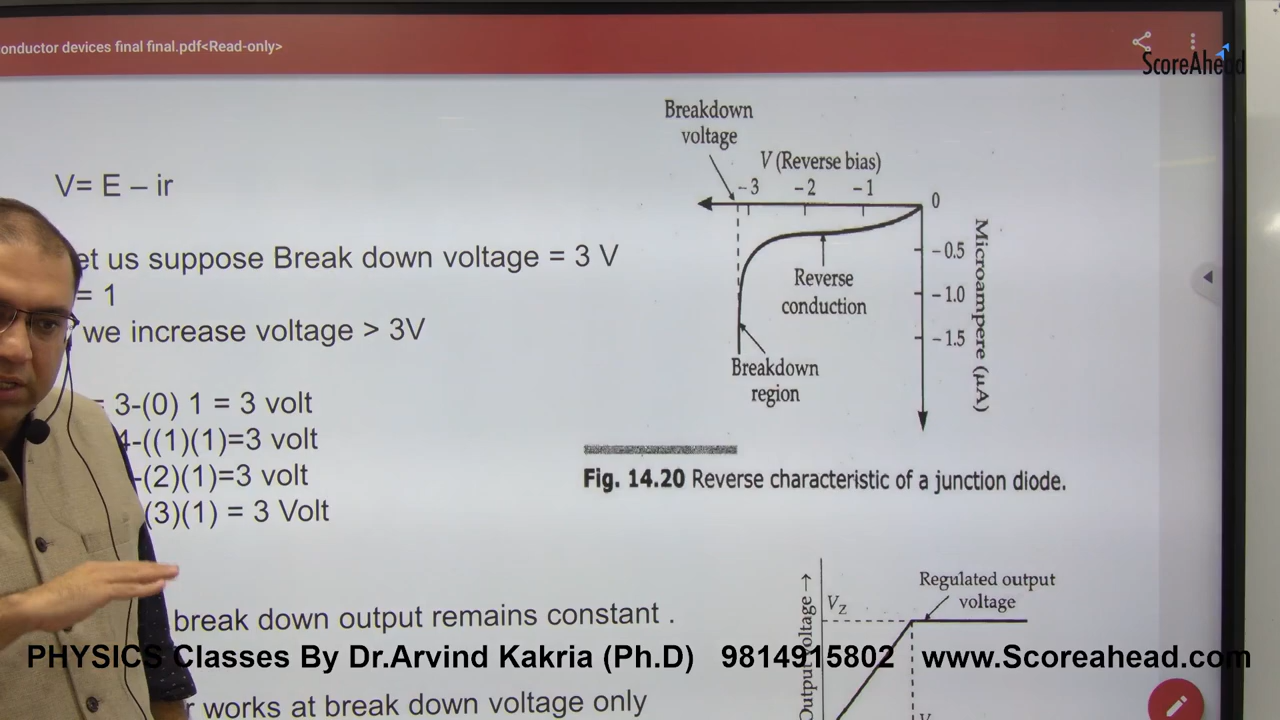 onductor devices final final.pdf<Read-only>
ScoreAhead
V= E – ir
et us suppose Break down voltage = 3 V
= 1
we increase voltage > 3V
= 3-(0) 1 = 3 volt
4-((1)(1)=3 volt
-(2)(1)=3 volt
(3)(1) = 3 Volt
break down output remains constant .
r works at break down voltage only
Breakdown
voltage
V (Reverse bias)
–3 –2 –1 0
–0.5
–1.0
–1.5
Microampere (μA)
Reverse
conduction
Breakdown
region
Fig. 14.20 Reverse characteristic of a junction diode.
Output voltage →
VZ
Regulated output
voltage
V
PHYSICS Classes By Dr.Arvind Kakria (Ph.D) 9814915802 www.Scoreahead.com